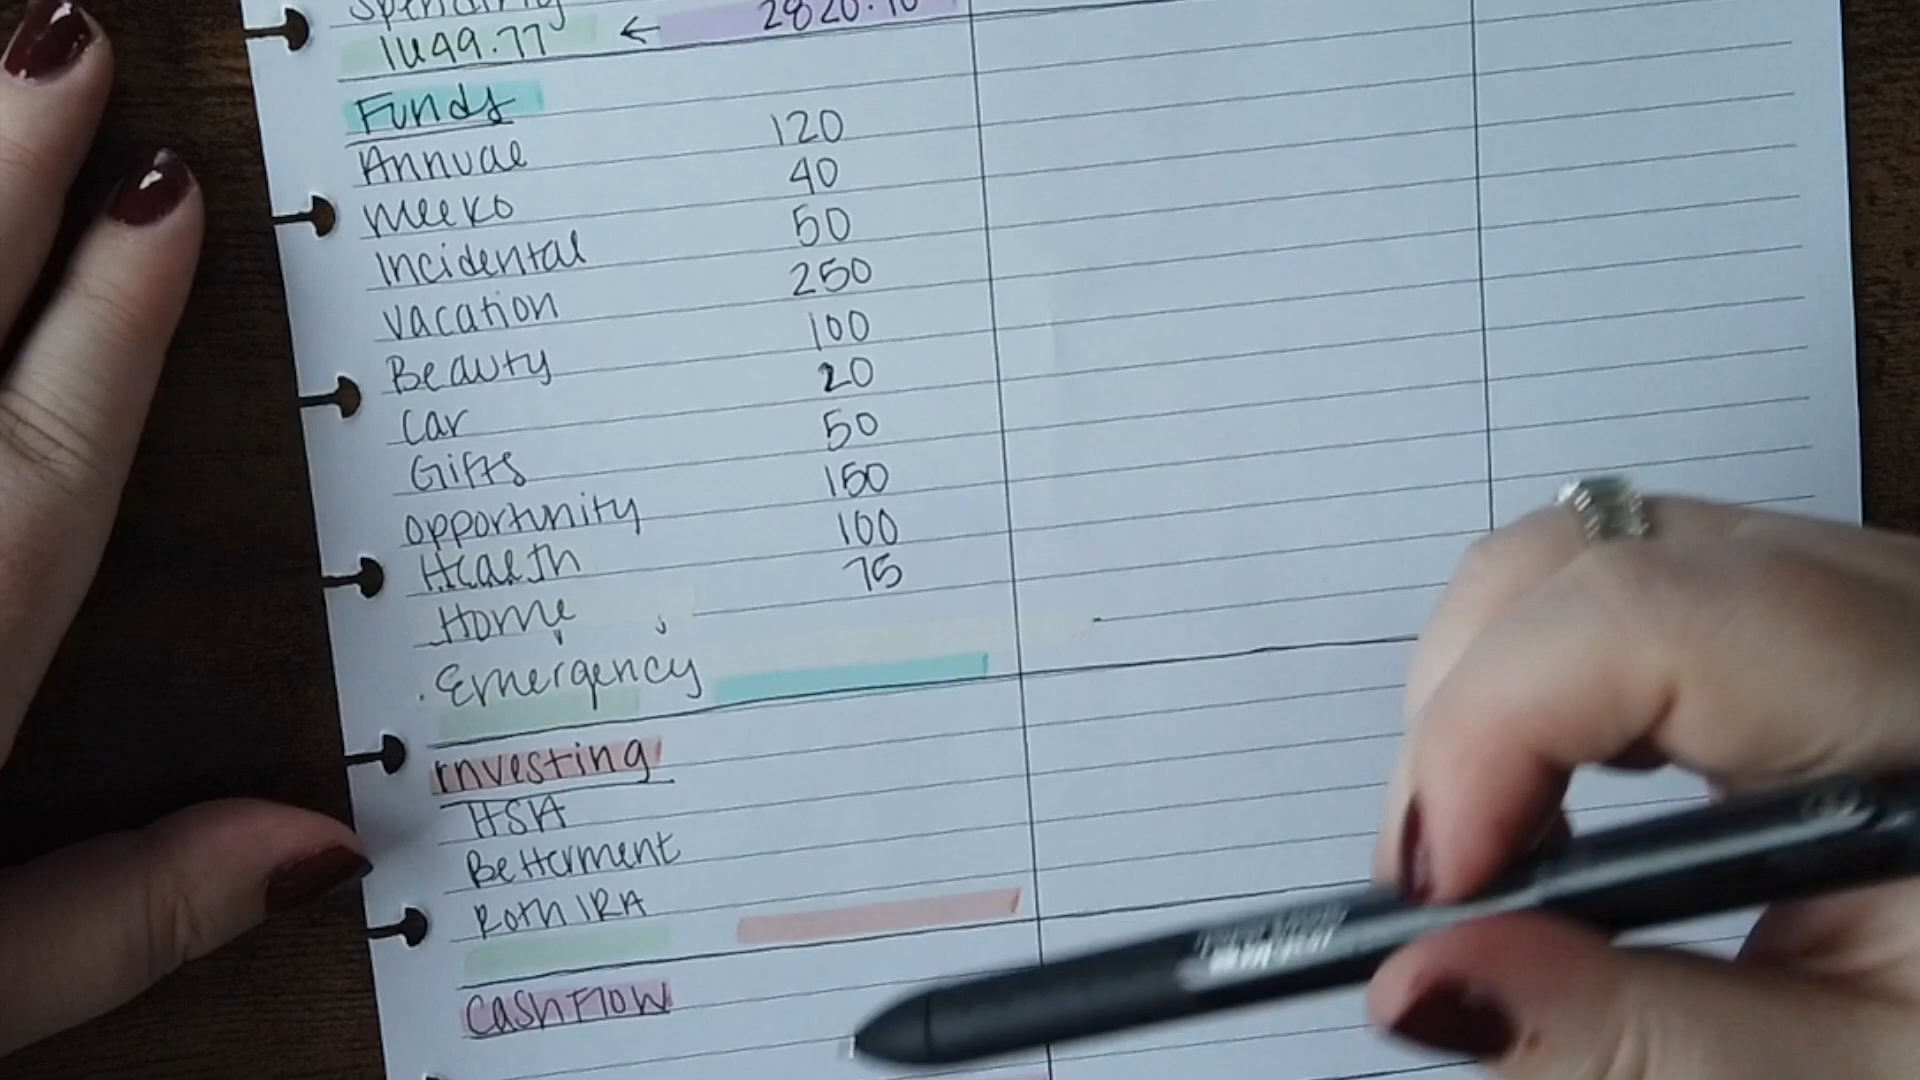 Spending
1499.77 ←
Funds
Annual 120
Meeko 40
Incidental 50
Vacation 250
Beauty 100
Car 20
Gifts 50
Opportunity 150
Health 100
Home 75
Emergency
Investing
HSA
Betterment
Roth IRA
Cashflow